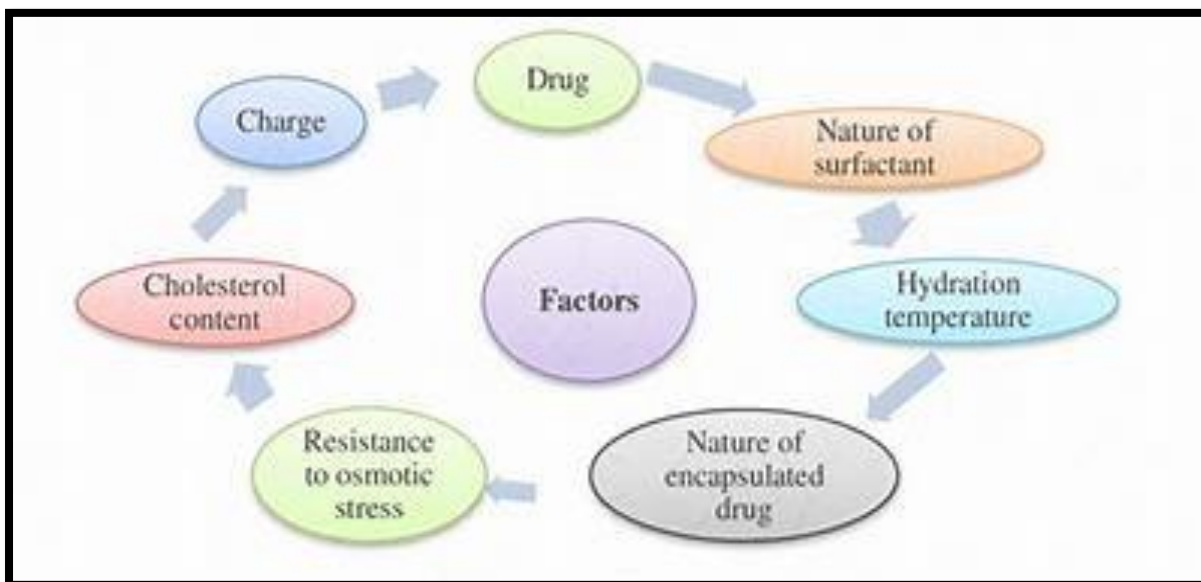 Drug
Nature of
surfactant
Hydration
temperature
Nature of
encapsulated
drug
Resistance
to osmotic
stress
Cholesterol
content
Charge
Factors